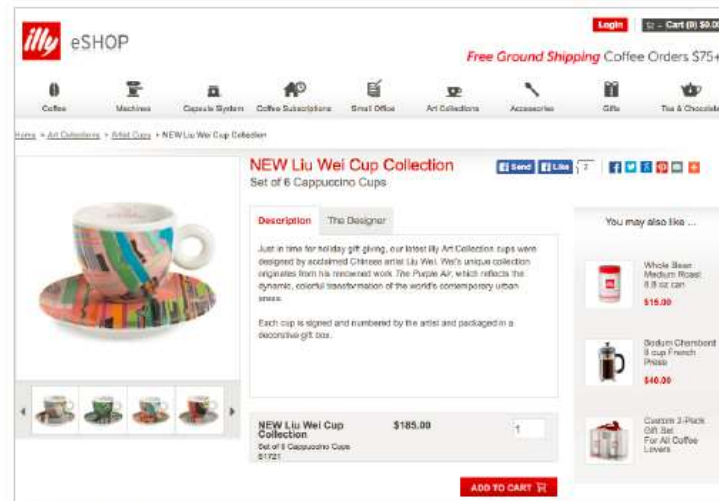 illy eSHOP
Login
Cart (0) $0.00
Free Ground Shipping Coffee Orders $75+
Coffee
Machines
Capsule System
Coffee Subscriptions
Small Office
Art Collections
Accessories
Gifts
Tea & Chocolate
Home > Art Collections > Artist Cups > NEW Liu Wei Cup Collection
NEW Liu Wei Cup Collection
Set of 6 Cappuccino Cups
Send
Like
2
Description
The Designer
Just in time for holiday gift giving, our latest illy Art Collection cups were
designed by acclaimed Chinese artist Liu Wei. Wei's unique collection
originates from his renowned work The Purple Air, which reflects the
dynamic, colorful transformation of the world's contemporary urban
areas.
Each cup is signed and numbered by the artist and packaged in a
decorative gift box.
NEW Liu Wei Cup
Collection
Set of 6 Cappuccino Cups
$185.00
1
ADD TO CART
You may also like ...
Whole Bean
Medium Roast
8.8 oz can
$15.00
Bodum Chambord
8 cup French
Press
$40.00
Custom 2-Pack
Gift Set
For All Coffee
Lovers